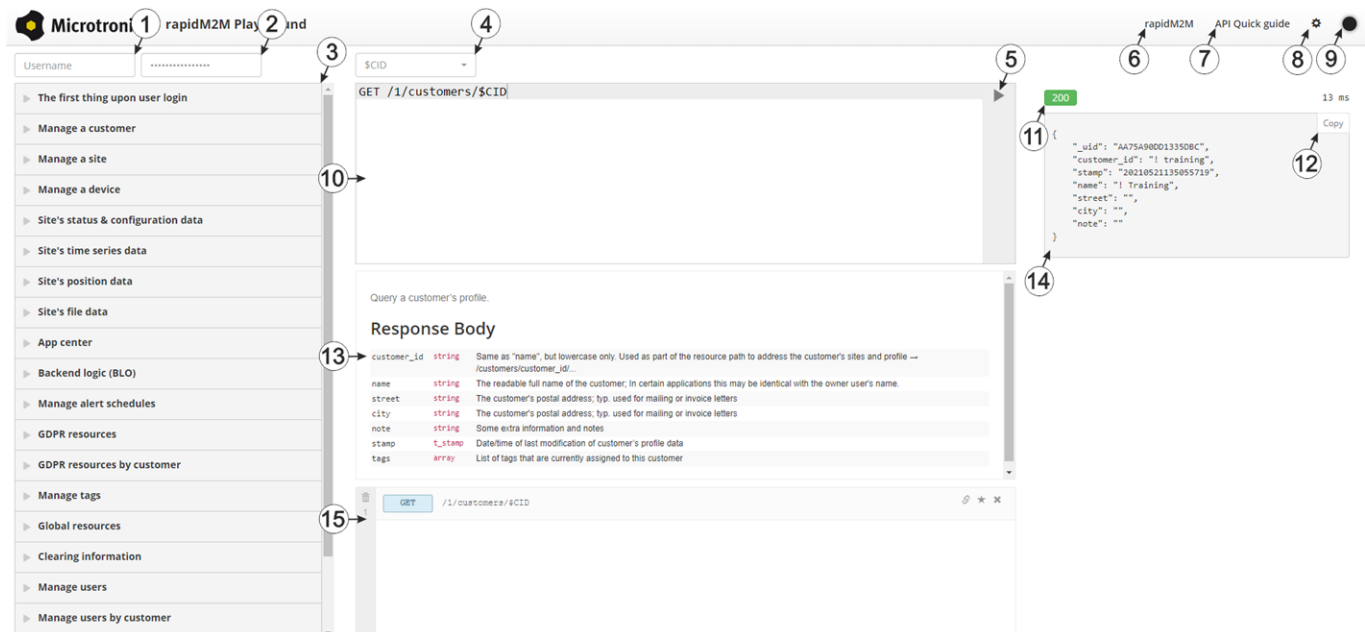 Microtroni
rapidM2M Play
und
1
2
3
4
5
6
7
8
9
rapidM2M
API Quick guide
Username
••••••••••••••••
$CID
The first thing upon user login
Manage a customer
Manage a site
Manage a device
Site's status & configuration data
Site's time series data
Site's position data
Site's file data
App center
Backend logic (BLO)
Manage alert schedules
GDPR resources
GDPR resources by customer
Manage tags
Global resources
Clearing information
Manage users
Manage users by customer
GET /1/customers/$CID
10
Query a customer's profile.
Response Body
13
customer_id string Same as "name", but lowercase only. Used as part of the resource path to address the customer's sites and profile →
/customers/customer_id/...
name string The readable full name of the customer; In certain applications this may be identical with the owner user's name.
street string The customer's postal address; typ. used for mailing or invoice letters
city string The customer's postal address; typ. used for mailing or invoice letters
note string Some extra information and notes
stamp t_stamp Date/time of last modification of customer's profile data
tags array List of tags that are currently assigned to this customer
15
1
GET /1/customers/$CID
200
13 ms
11
Copy
12
{
"_uid": "AA75A90DD1335DBC",
"customer_id": "! training",
"stamp": "20210521135055719",
"name": "! Training",
"street": "",
"city": "",
"note": ""
}
14